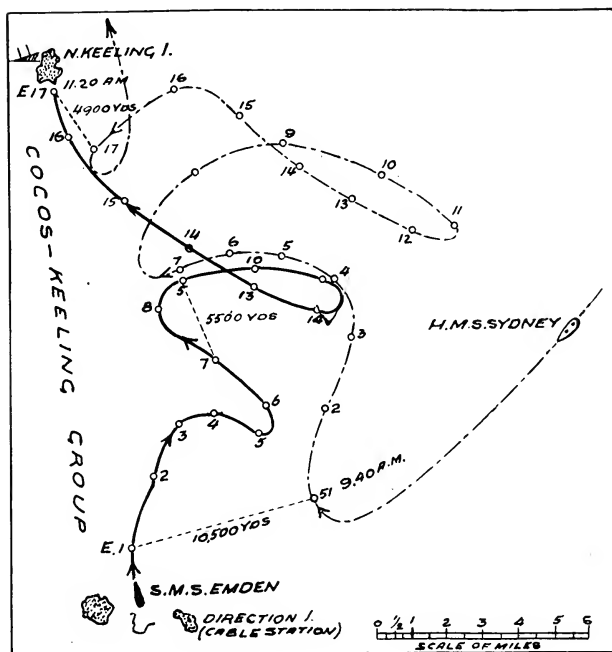 N. KEELING I.
E17
11.20 AM
4900 YDS
16
17
16
15
15
9
14
10
13
11
12
14
7
6
5
10
4
5
13
14
8
5500 YDS
3
7
H.M.S. SYDNEY
6
2
3
4
5
2
51
9.40 A.M.
10,500 YDS
E.1
COCOS-KEELING GROUP
S.M.S. EMDEN
DIRECTION I.
(CABLE STATION)
0 ½ 1 2 3 4 5 6
SCALE OF MILES